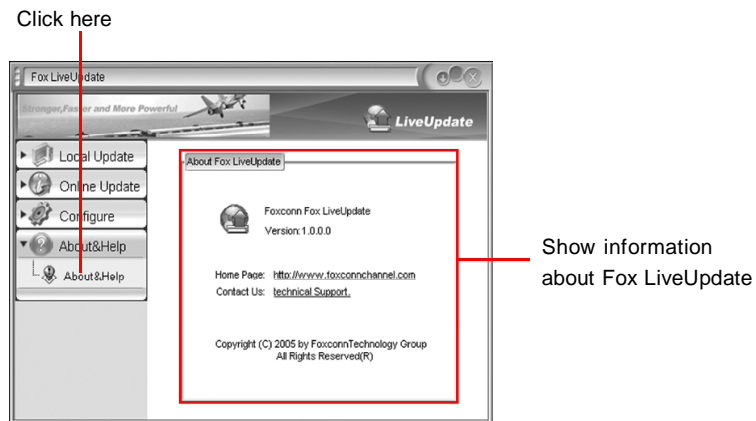 Click here
Fox LiveUpdate
Stronger,Faster and More Powerful
LiveUpdate
Local Update
Online Update
Configure
About&Help
About&Help
About Fox LiveUpdate
Foxconn Fox LiveUpdate
Version:1.0.0.0
Home Page: http://www.foxconnchannel.com
Contact Us: technical Support.
Copyright (C) 2005 by FoxconnTechnology Group
All Rights Reserved(R)
Show information
about Fox LiveUpdate